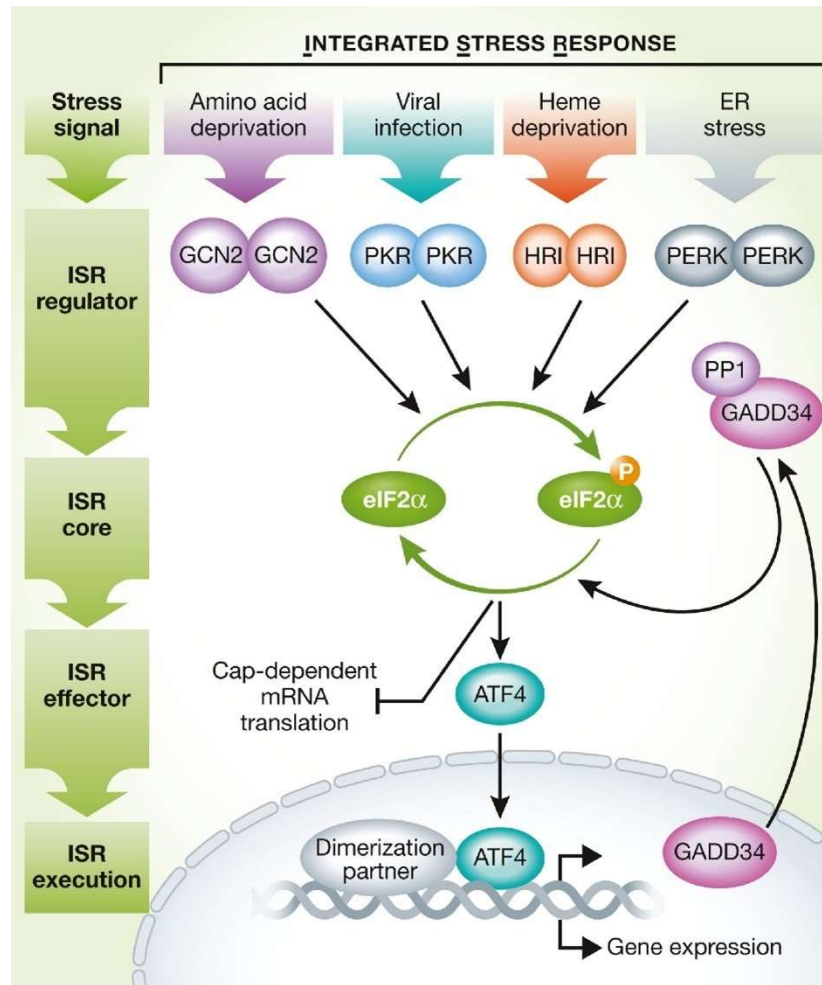 INTEGRATED STRESS RESPONSE
Stress
signal
Amino acid
deprivation
Viral
infection
Heme
deprivation
ER
stress
ISR
regulator
GCN2 GCN2
PKR PKR
HRI HRI
PERK PERK
PP1
GADD34
ISR
core
eIF2α
eIF2α
P
ISR
effector
Cap-dependent
mRNA
translation
ATF4
ISR
execution
Dimerization
partner
ATF4
GADD34
Gene expression